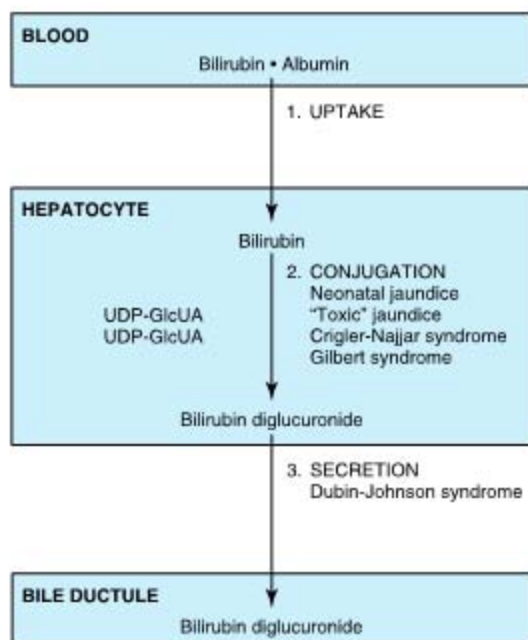 BLOOD
Bilirubin • Albumin
1. UPTAKE
HEPATOCYTE
Bilirubin
2. CONJUGATION
Neonatal jaundice
"Toxic" jaundice
Crigler-Najjar syndrome
Gilbert syndrome
UDP-GlcUA
UDP-GlcUA
Bilirubin diglucuronide
3. SECRETION
Dubin-Johnson syndrome
BILE DUCTULE
Bilirubin diglucuronide